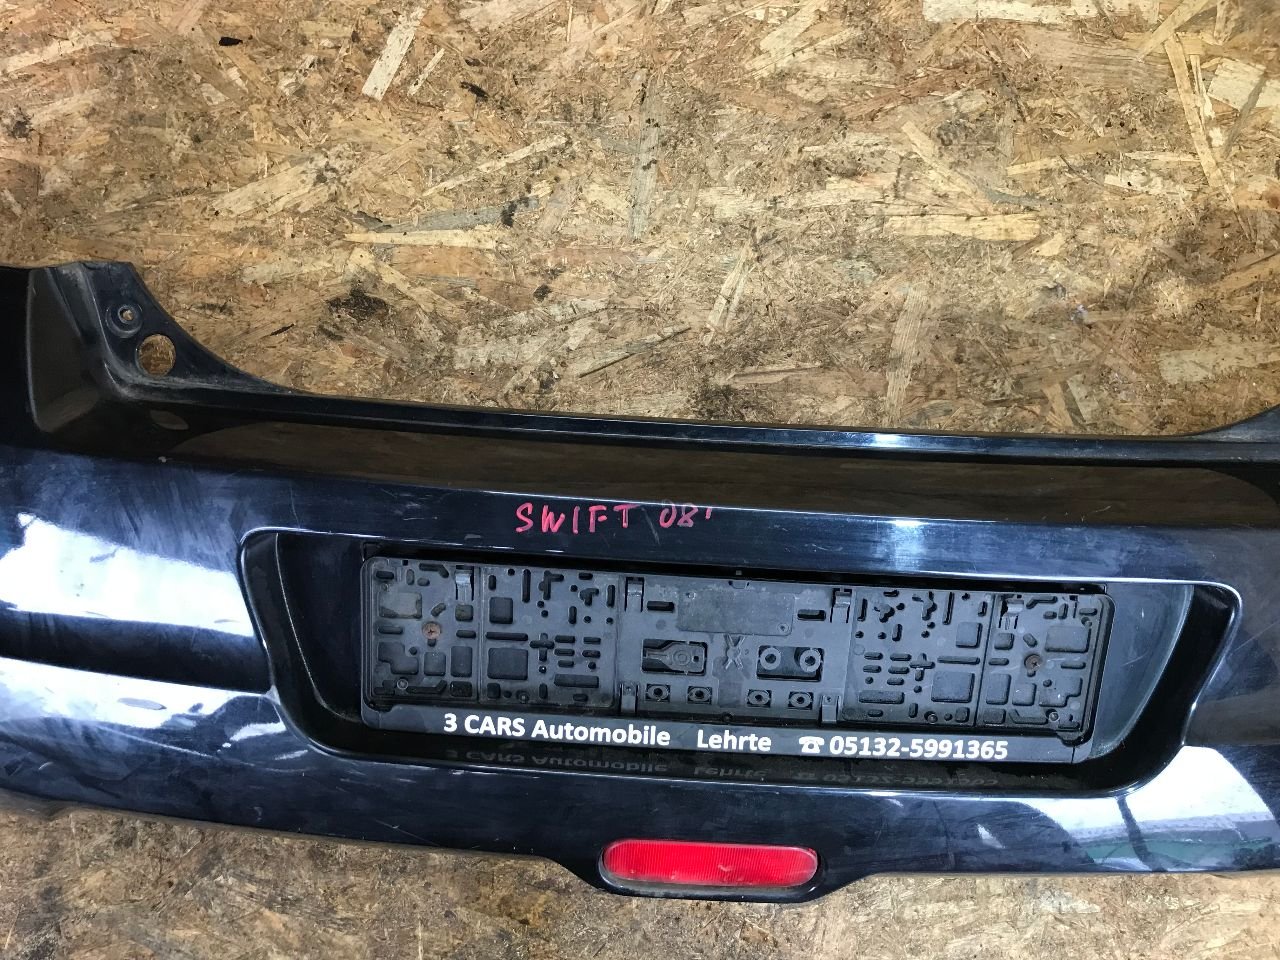 SWIFT 08'
3 CARS Automobile Lehrte ☎ 05132-5991365